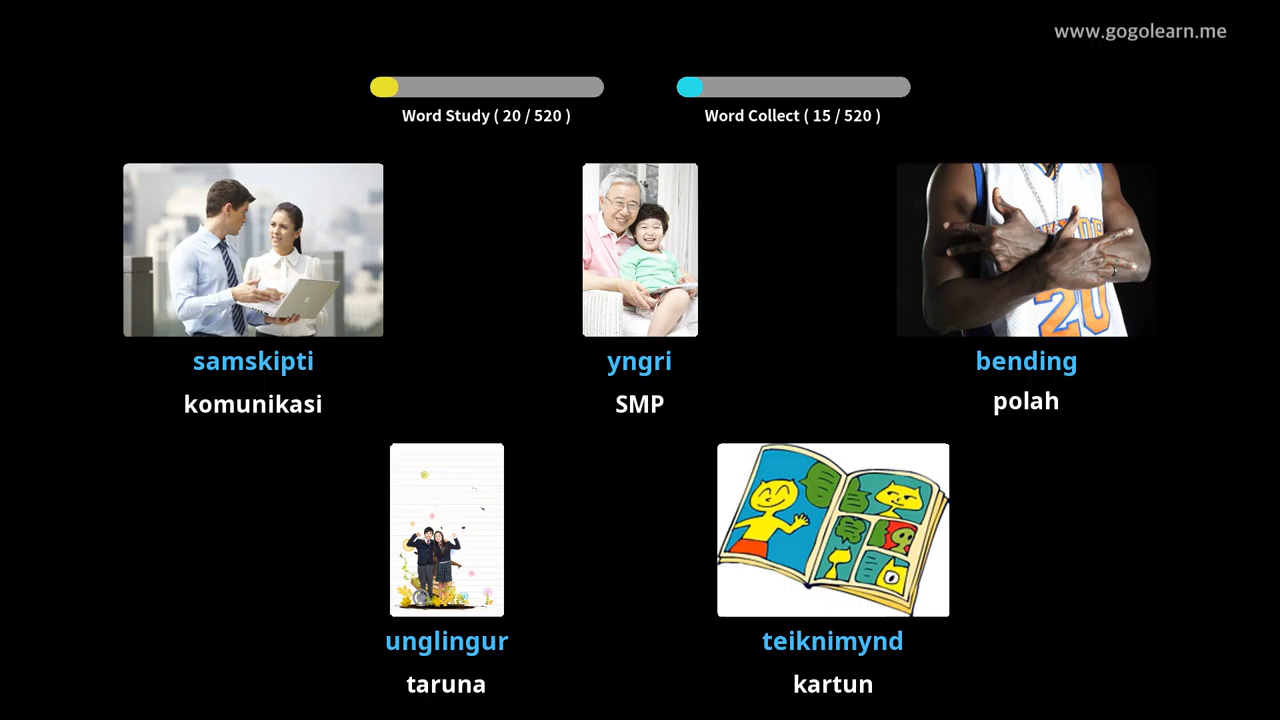 www.gogolearn.me
Word Study ( 20 / 520 )
Word Collect ( 15 / 520 )
20
samskipti
yngri
bending
komunikasi
SMP
polah
unglingur
teiknimynd
taruna
kartun